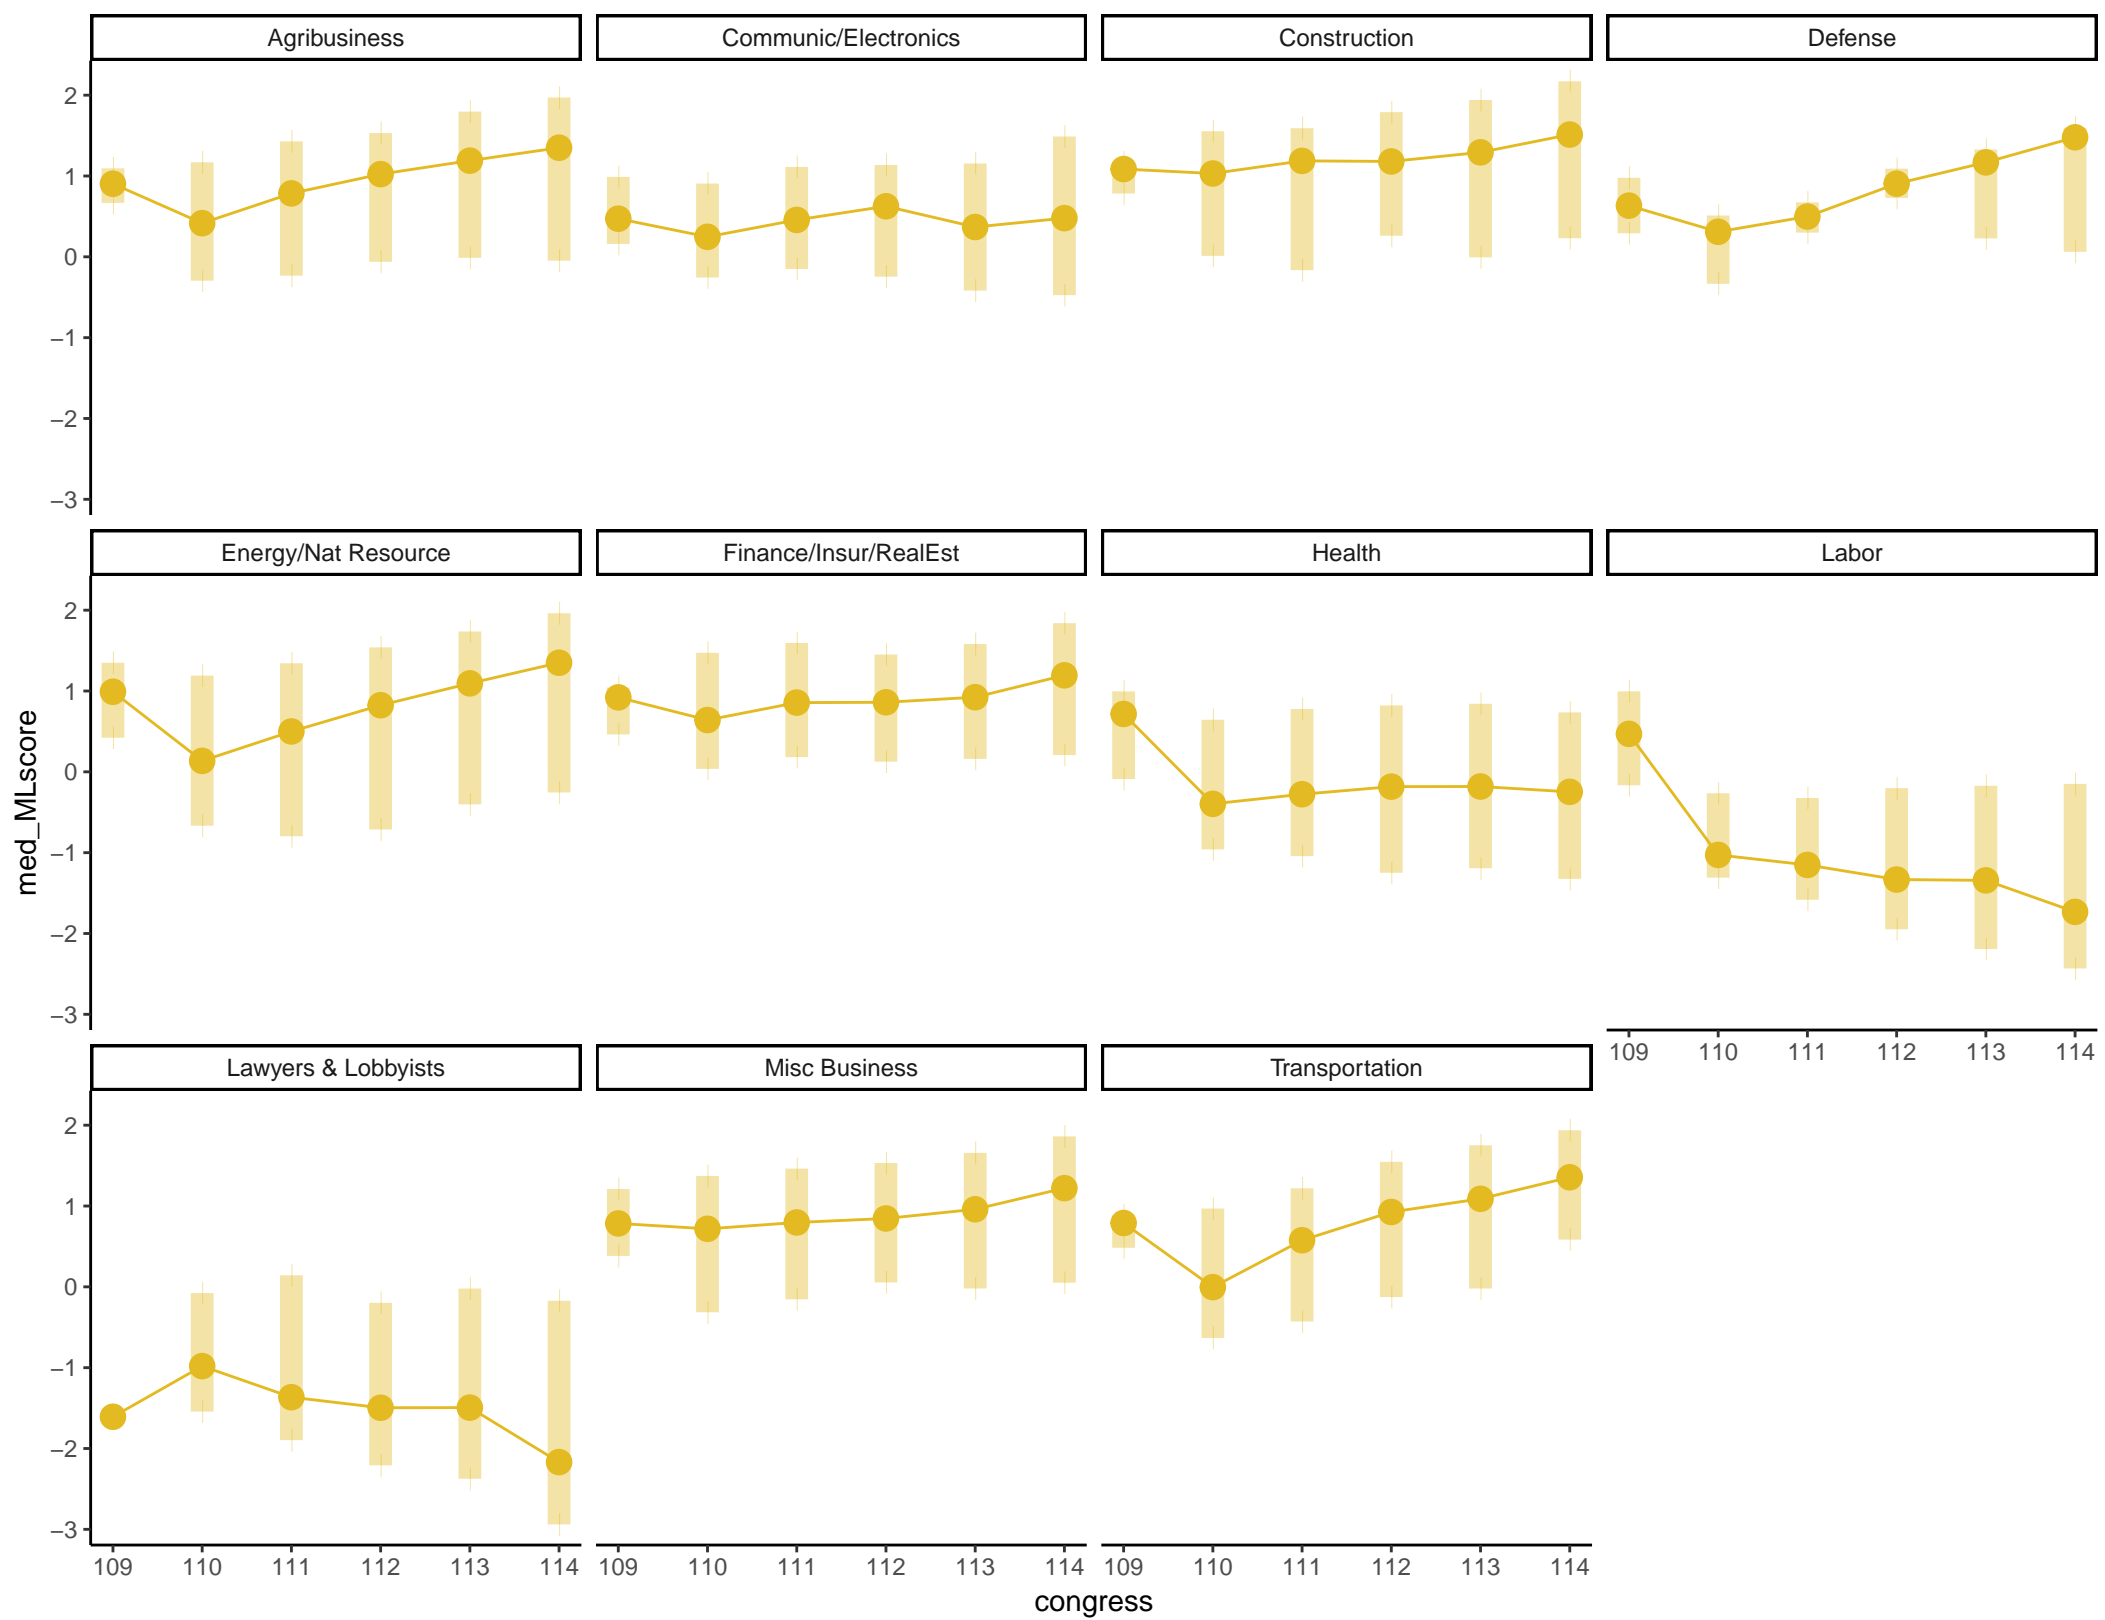 Agribusiness
Communic/Electronics
Construction
Defense
2
1
0
–1
–2
–3
Energy/Nat Resource
Finance/Insur/RealEst
Health
Labor
2
1
0
–1
–2
–3
109 110 111 112 113 114
Lawyers & Lobbyists
Misc Business
Transportation
2
1
0
–1
–2
–3
109 110 111 112 113 114
109 110 111 112 113 114
109 110 111 112 113 114
congress
med_MLscore